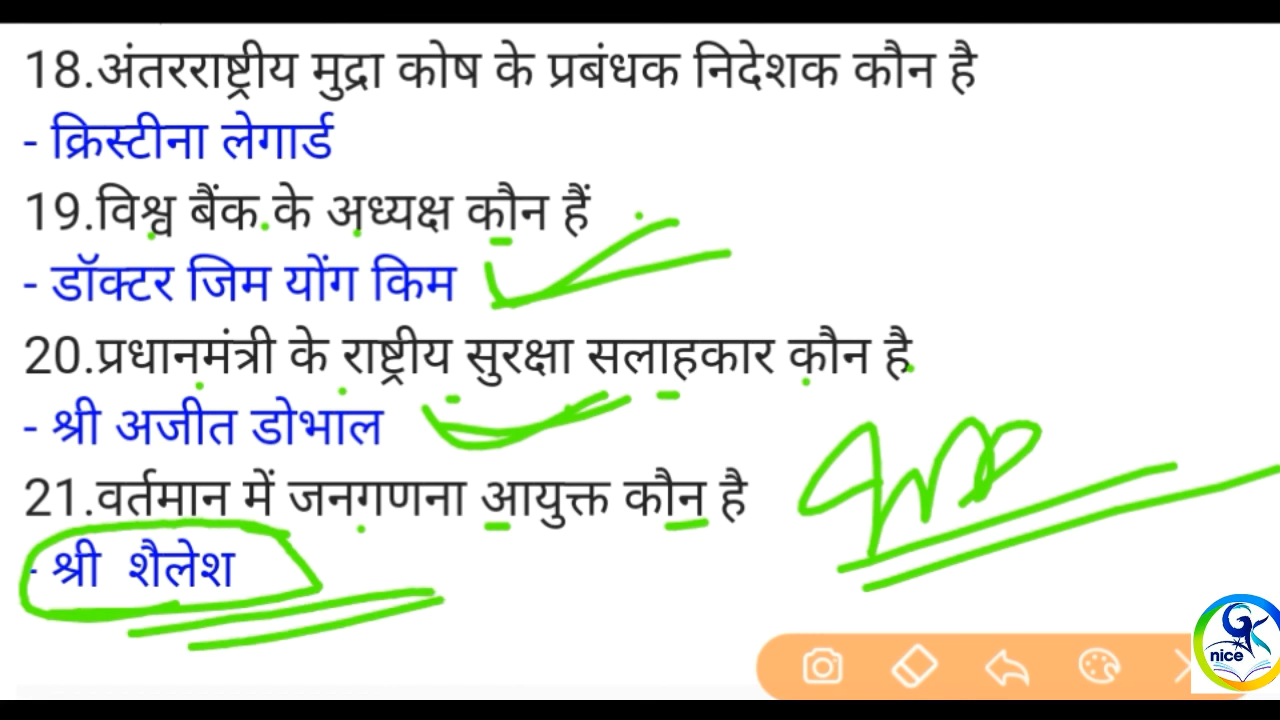 18.अंतरराष्ट्रीय मुद्रा कोष के प्रबंधक निदेशक कौन है
- क्रिस्टीना लेगार्ड
19.विश्व बैंक के अध्यक्ष कौन हैं
- डॉक्टर जिम योंग किम
20.प्रधानमंत्री के राष्ट्रीय सुरक्षा सलाहकार कौन है
- श्री अजीत डोभाल
21.वर्तमान में जनगणना आयुक्त कौन है
- श्री शैलेश
nice